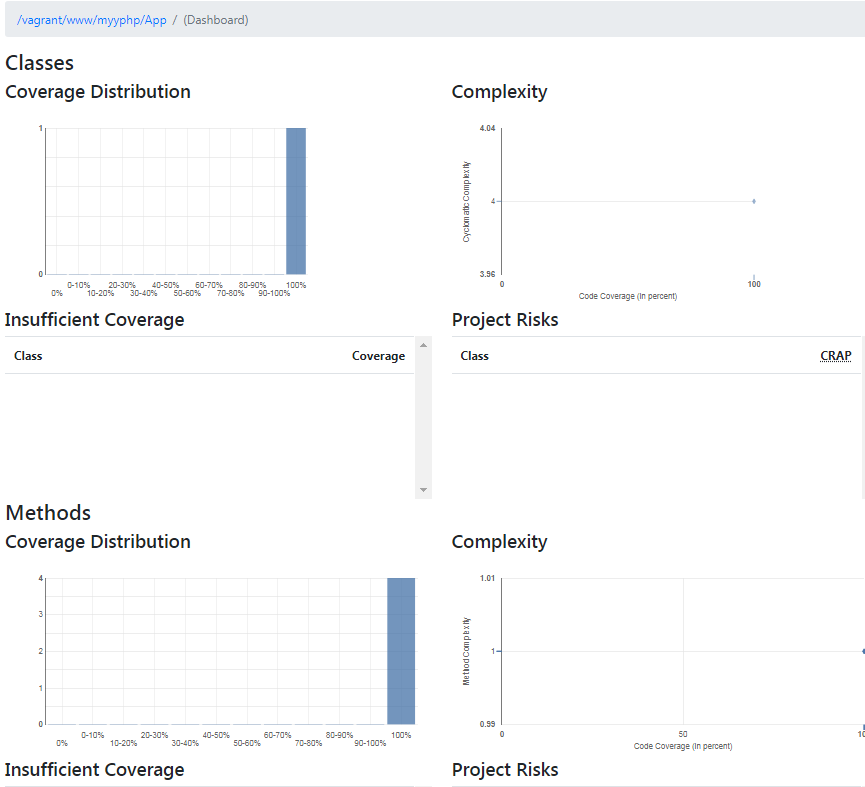 /vagrant/www/myyphp/App / (Dashboard)
Classes
Coverage Distribution
1
0
0%
0-10%
10-20%
20-30%
30-40%
40-50%
50-60%
60-70%
70-80%
80-90%
90-100%
100%
Complexity
4.04
4
3.96
Cyclomatic Complexity
0
100
Code Coverage (in percent)
Insufficient Coverage
Class Coverage
Project Risks
Class CRAP
Methods
Coverage Distribution
4
3
2
1
0
0%
0-10%
10-20%
20-30%
30-40%
40-50%
50-60%
60-70%
70-80%
80-90%
90-100%
100%
Complexity
1.01
1
0.99
Method Complexity
0
50
Code Coverage (in percent)
Insufficient Coverage
Project Risks